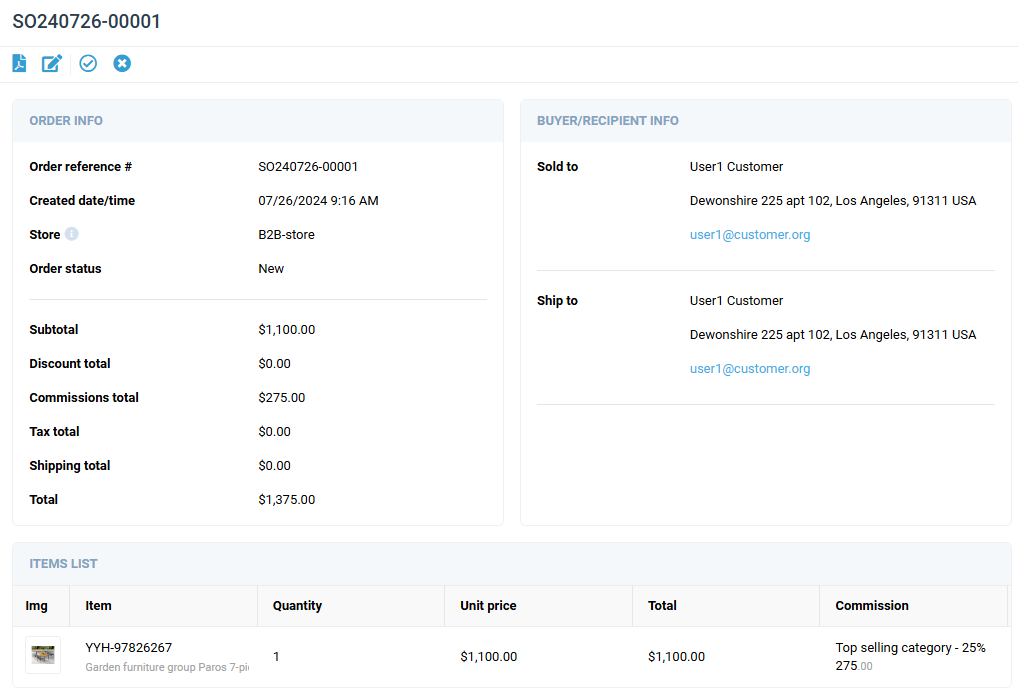 SO240726-00001
ORDER INFO
Order reference # SO240726-00001
Created date/time 07/26/2024 9:16 AM
Store B2B-store
Order status New
Subtotal $1,100.00
Discount total $0.00
Commissions total $275.00
Tax total $0.00
Shipping total $0.00
Total $1,375.00
BUYER/RECIPIENT INFO
Sold to User1 Customer
Dewonshire 225 apt 102, Los Angeles, 91311 USA
user1@customer.org
Ship to User1 Customer
Dewonshire 225 apt 102, Los Angeles, 91311 USA
user1@customer.org
ITEMS LIST
Img Item Quantity Unit price Total Commission
YYH-97826267 1 $1,100.00 $1,100.00 Top selling category - 25%
Garden furniture group Paros 7-pi 275.00